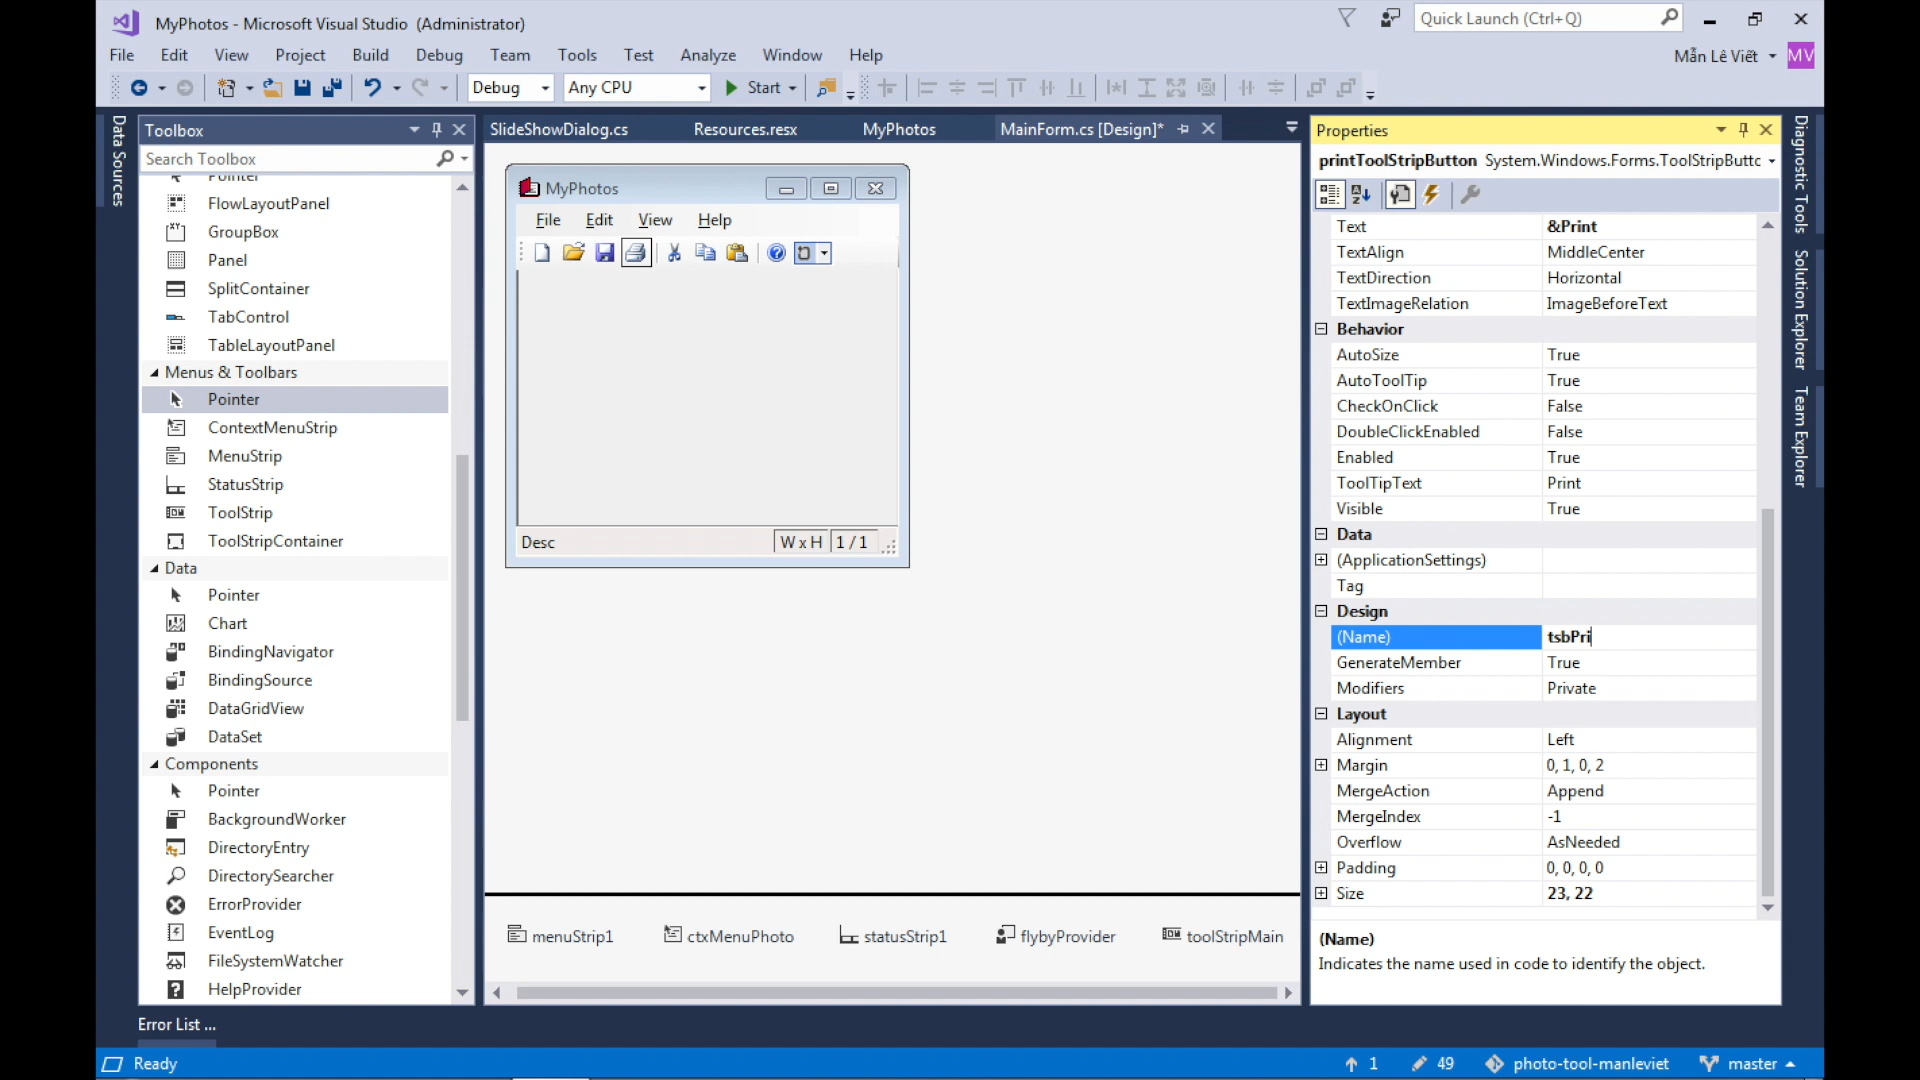 MyPhotos - Microsoft Visual Studio (Administrator)
Quick Launch (Ctrl+Q)
File Edit View Project Build Debug Team Tools Test Analyze Window Help
Mẫn Lê Viết
MV
Debug Any CPU Start
Data Sources
Toolbox
Search Toolbox
Pointer
FlowLayoutPanel
GroupBox
Panel
SplitContainer
TabControl
TableLayoutPanel
Menus & Toolbars
Pointer
ContextMenuStrip
MenuStrip
StatusStrip
ToolStrip
ToolStripContainer
Data
Pointer
Chart
BindingNavigator
BindingSource
DataGridView
DataSet
Components
Pointer
BackgroundWorker
DirectoryEntry
DirectorySearcher
ErrorProvider
EventLog
FileSystemWatcher
HelpProvider
SlideShowDialog.cs Resources.resx MyPhotos MainForm.cs [Design]*
MyPhotos
File Edit View Help
Desc W x H 1 / 1
menuStrip1 ctxMenuPhoto statusStrip1 flybyProvider toolStripMain
Properties
printToolStripButton System.Windows.Forms.ToolStripButtc
Text &Print
TextAlign MiddleCenter
TextDirection Horizontal
TextImageRelation ImageBeforeText
Behavior
AutoSize True
AutoToolTip True
CheckOnClick False
DoubleClickEnabled False
Enabled True
ToolTipText Print
Visible True
Data
(ApplicationSettings)
Tag
Design
(Name) tsbPri
GenerateMember True
Modifiers Private
Layout
Alignment Left
Margin 0, 1, 0, 2
MergeAction Append
MergeIndex -1
Overflow AsNeeded
Padding 0, 0, 0, 0
Size 23, 22
(Name)
Indicates the name used in code to identify the object.
Diagnostic Tools
Solution Explorer
Team Explorer
Error List ...
Ready
1 49 photo-tool-manleviet master